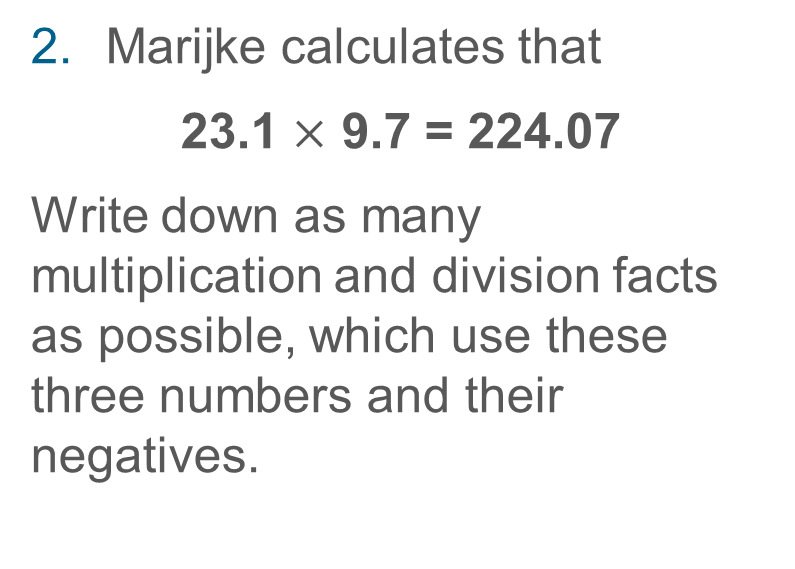 2. Marijke calculates that
23.1 × 9.7 = 224.07
Write down as many
multiplication and division facts
as possible, which use these
three numbers and their
negatives.